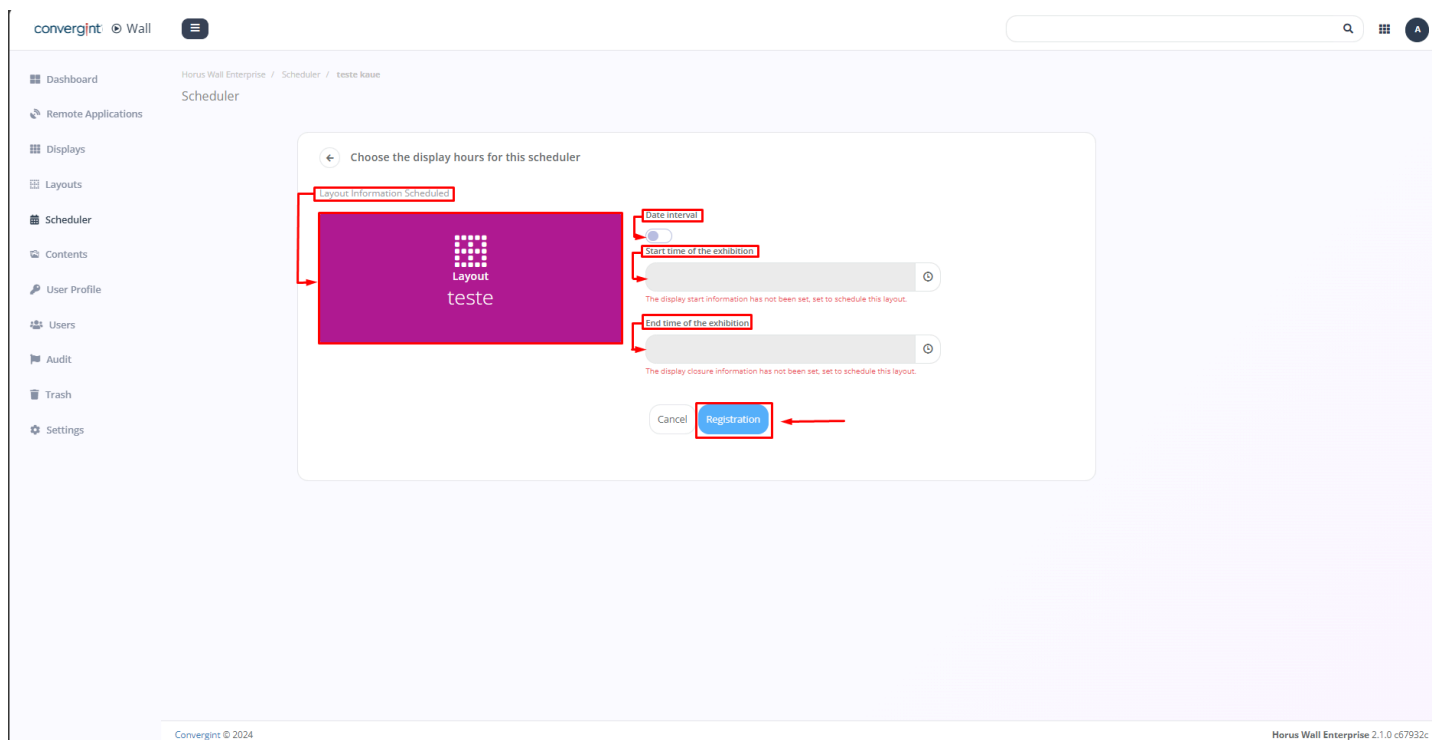 convergint Wall
A
Dashboard
Remote Applications
Displays
Layouts
Scheduler
Contents
User Profile
Users
Audit
Trash
Settings
Horus Wall Enterprise / Scheduler / teste kaue
Scheduler
Choose the display hours for this scheduler
Layout Information Scheduled
Layout
teste
Date interval
Start time of the exhibition
The display start information has not been set, set to schedule this layout.
End time of the exhibition
The display closure information has not been set, set to schedule this layout.
Cancel Registration
Convergint © 2024
Horus Wall Enterprise 2.1.0 c67932c